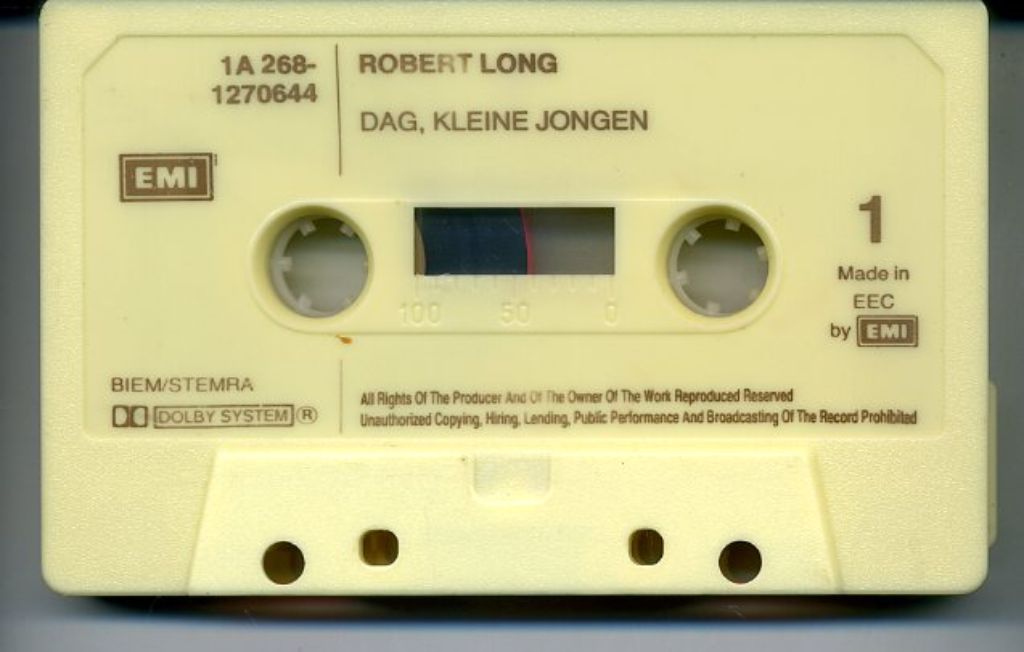 1A 268-
1270644
ROBERT LONG
DAG, KLEINE JONGEN
EMI
1
Made in
EEC
by EMI
100 50 0
BIEM/STEMRA
DOLBY SYSTEM ®
All Rights Of The Producer And Of The Owner Of The Work Reproduced Reserved
Unauthorized Copying, Hiring, Lending, Public Performance And Broadcasting Of The Record Prohibited